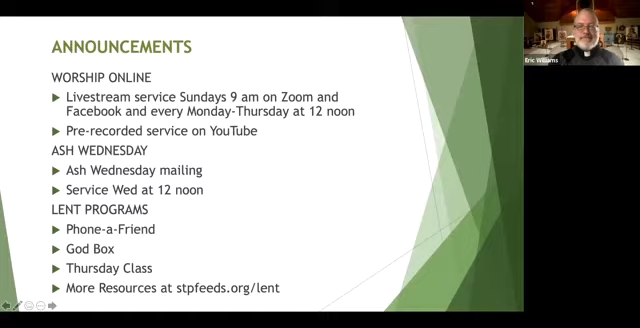 ANNOUNCEMENTS
WORSHIP ONLINE
Livestream service Sundays 9 am on Zoom and
Facebook and every Monday-Thursday at 12 noon
Pre-recorded service on YouTube
ASH WEDNESDAY
Ash Wednesday mailing
Service Wed at 12 noon
LENT PROGRAMS
Phone-a-Friend
God Box
Thursday Class
More Resources at stpfeeds.org/lent
Eric Williams